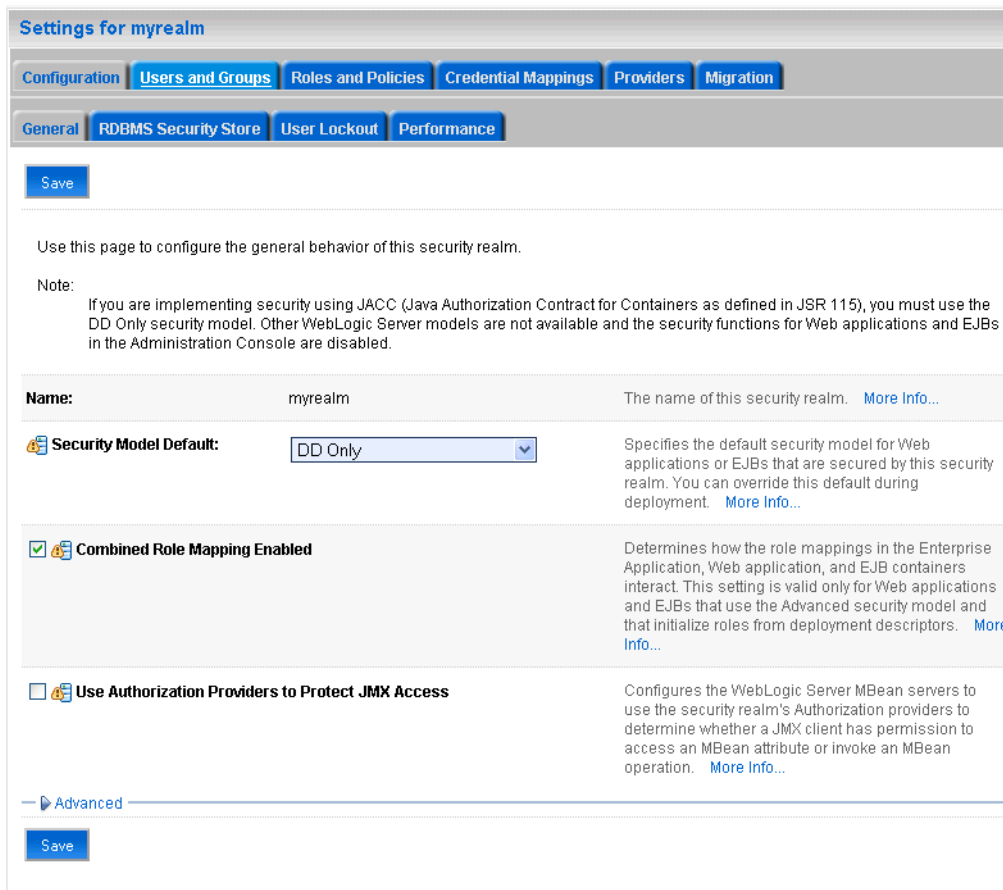 Settings for myrealm
Configuration Users and Groups Roles and Policies Credential Mappings Providers Migration
General RDBMS Security Store User Lockout Performance
Save
Use this page to configure the general behavior of this security realm.
Note:
If you are implementing security using JACC (Java Authorization Contract for Containers as defined in JSR 115), you must use the
DD Only security model. Other WebLogic Server models are not available and the security functions for Web applications and EJBs
in the Administration Console are disabled.
Name: myrealm The name of this security realm. More Info...
Security Model Default: DD Only Specifies the default security model for Web
applications or EJBs that are secured by this security
realm. You can override this default during
deployment. More Info...
Combined Role Mapping Enabled Determines how the role mappings in the Enterprise
Application, Web application, and EJB containers
interact. This setting is valid only for Web applications
and EJBs that use the Advanced security model and
that initialize roles from deployment descriptors. More
Info...
Use Authorization Providers to Protect JMX Access Configures the WebLogic Server MBean servers to
use the security realm's Authorization providers to
determine whether a JMX client has permission to
access an MBean attribute or invoke an MBean
operation. More Info...
Advanced
Save